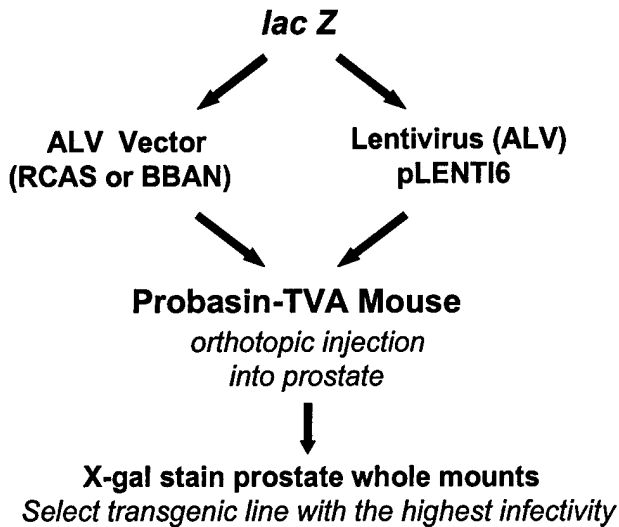 lac Z
ALV Vector
(RCAS or BBAN)
Lentivirus (ALV)
pLENTI6
Probasin-TVA Mouse
orthotopic injection
into prostate
X-gal stain prostate whole mounts
Select transgenic line with the highest infectivity